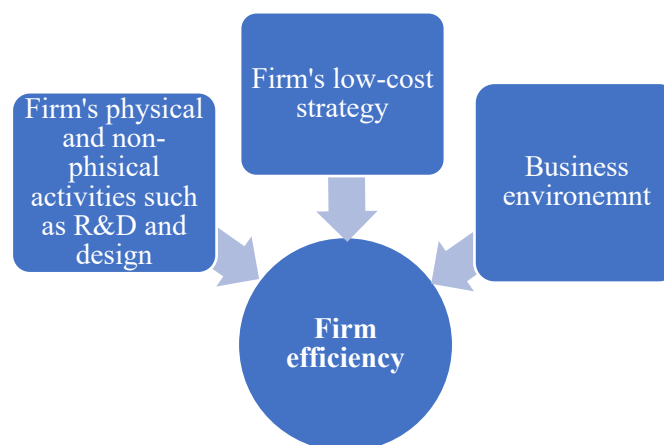 Firm's physical
and non-
phisical
activities such
as R&D and
design
Firm's low-cost
strategy
Business
environemnt
Firm
efficiency